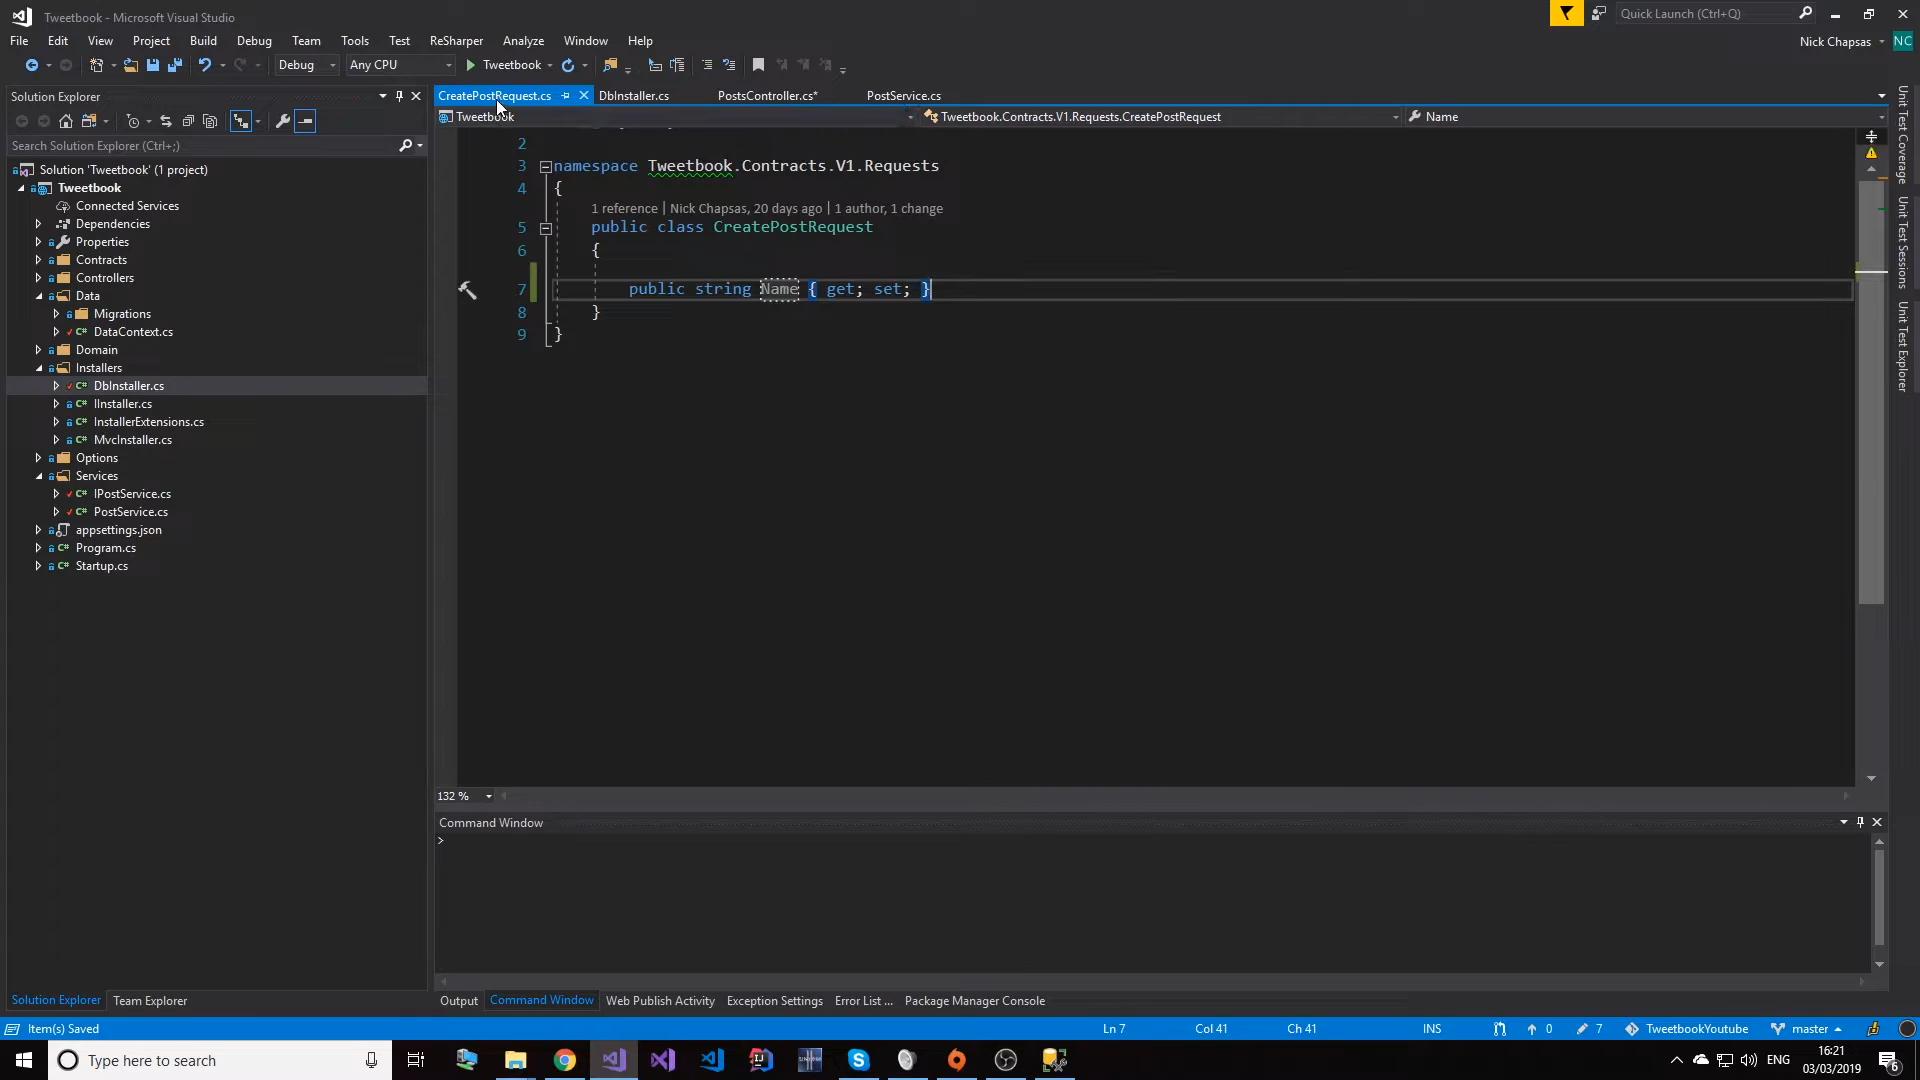 Tweetbook - Microsoft Visual Studio
Quick Launch (Ctrl+Q)
File Edit View Project Build Debug Team Tools Test ReSharper Analyze Window Help
Nick Chapsas
NC
Debug Any CPU Tweetbook
Solution Explorer
CreatePostRequest.cs DbInstaller.cs PostsController.cs* PostService.cs
Tweetbook Tweetbook.Contracts.V1.Requests.CreatePostRequest Name
Search Solution Explorer (Ctrl+;)
Solution 'Tweetbook' (1 project)
Tweetbook
Connected Services
Dependencies
Properties
Contracts
Controllers
Data
Migrations
DataContext.cs
Domain
Installers
DbInstaller.cs
IInstaller.cs
InstallerExtensions.cs
MvcInstaller.cs
Options
Services
IPostService.cs
PostService.cs
appsettings.json
Program.cs
Startup.cs
2
3 namespace Tweetbook.Contracts.V1.Requests
4 {
1 reference | Nick Chapsas, 20 days ago | 1 author, 1 change
5 public class CreatePostRequest
6 {
7 public string Name { get; set; }
8 }
9 }
Unit Test Coverage
Unit Test Sessions
Unit Test Explorer
132 %
Command Window
>
Solution Explorer Team Explorer
Output Command Window Web Publish Activity Exception Settings Error List ... Package Manager Console
Item(s) Saved Ln 7 Col 41 Ch 41 INS 0 7 TweetbookYoutube master
Type here to search
ENG
16:21
03/03/2019
6